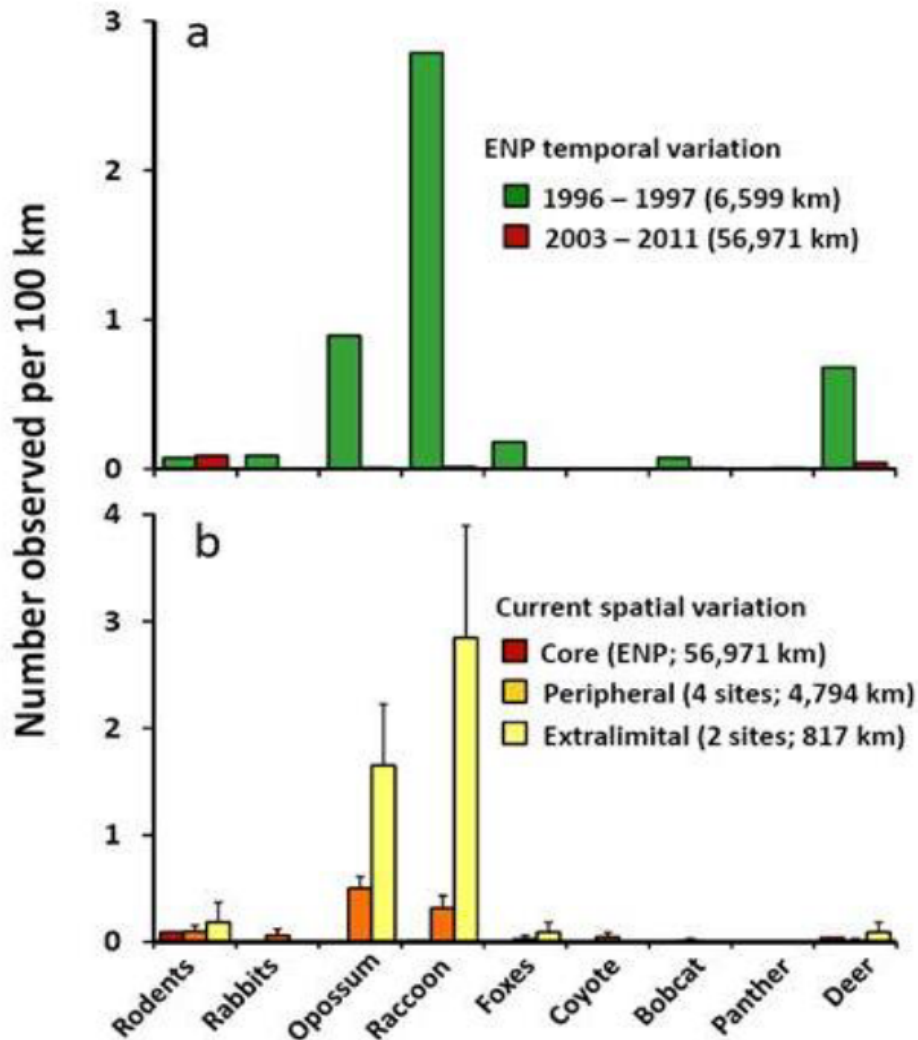 Number observed per 100 km
a
3
2
1
0
ENP temporal variation
1996 – 1997 (6,599 km)
2003 – 2011 (56,971 km)
b
4
3
2
1
0
Current spatial variation
Core (ENP; 56,971 km)
Peripheral (4 sites; 4,794 km)
Extralimital (2 sites; 817 km)
Rodents
Rabbits
Opossum
Raccoon
Foxes
Coyote
Bobcat
Panther
Deer